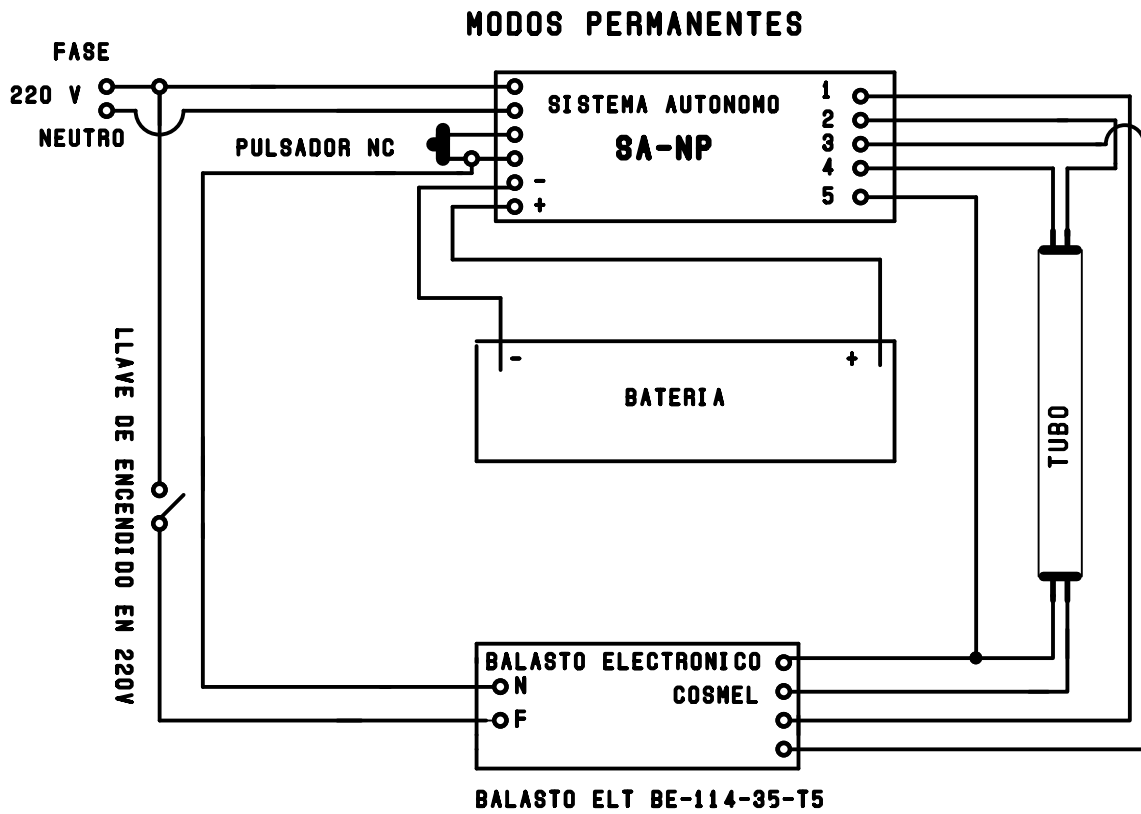 MODOS PERMANENTES
FASE
220 V
NEUTRO
PULSADOR NC
SISTEMA AUTONOMO
SA-NP
-
+
1
2
3
4
5
LLAVE DE ENCENDIDO EN 220V
-
+
BATERIA
TUBO
BALASTO ELECTRONICO
N
COSMEL
F
BALASTO ELT BE-114-35-T5